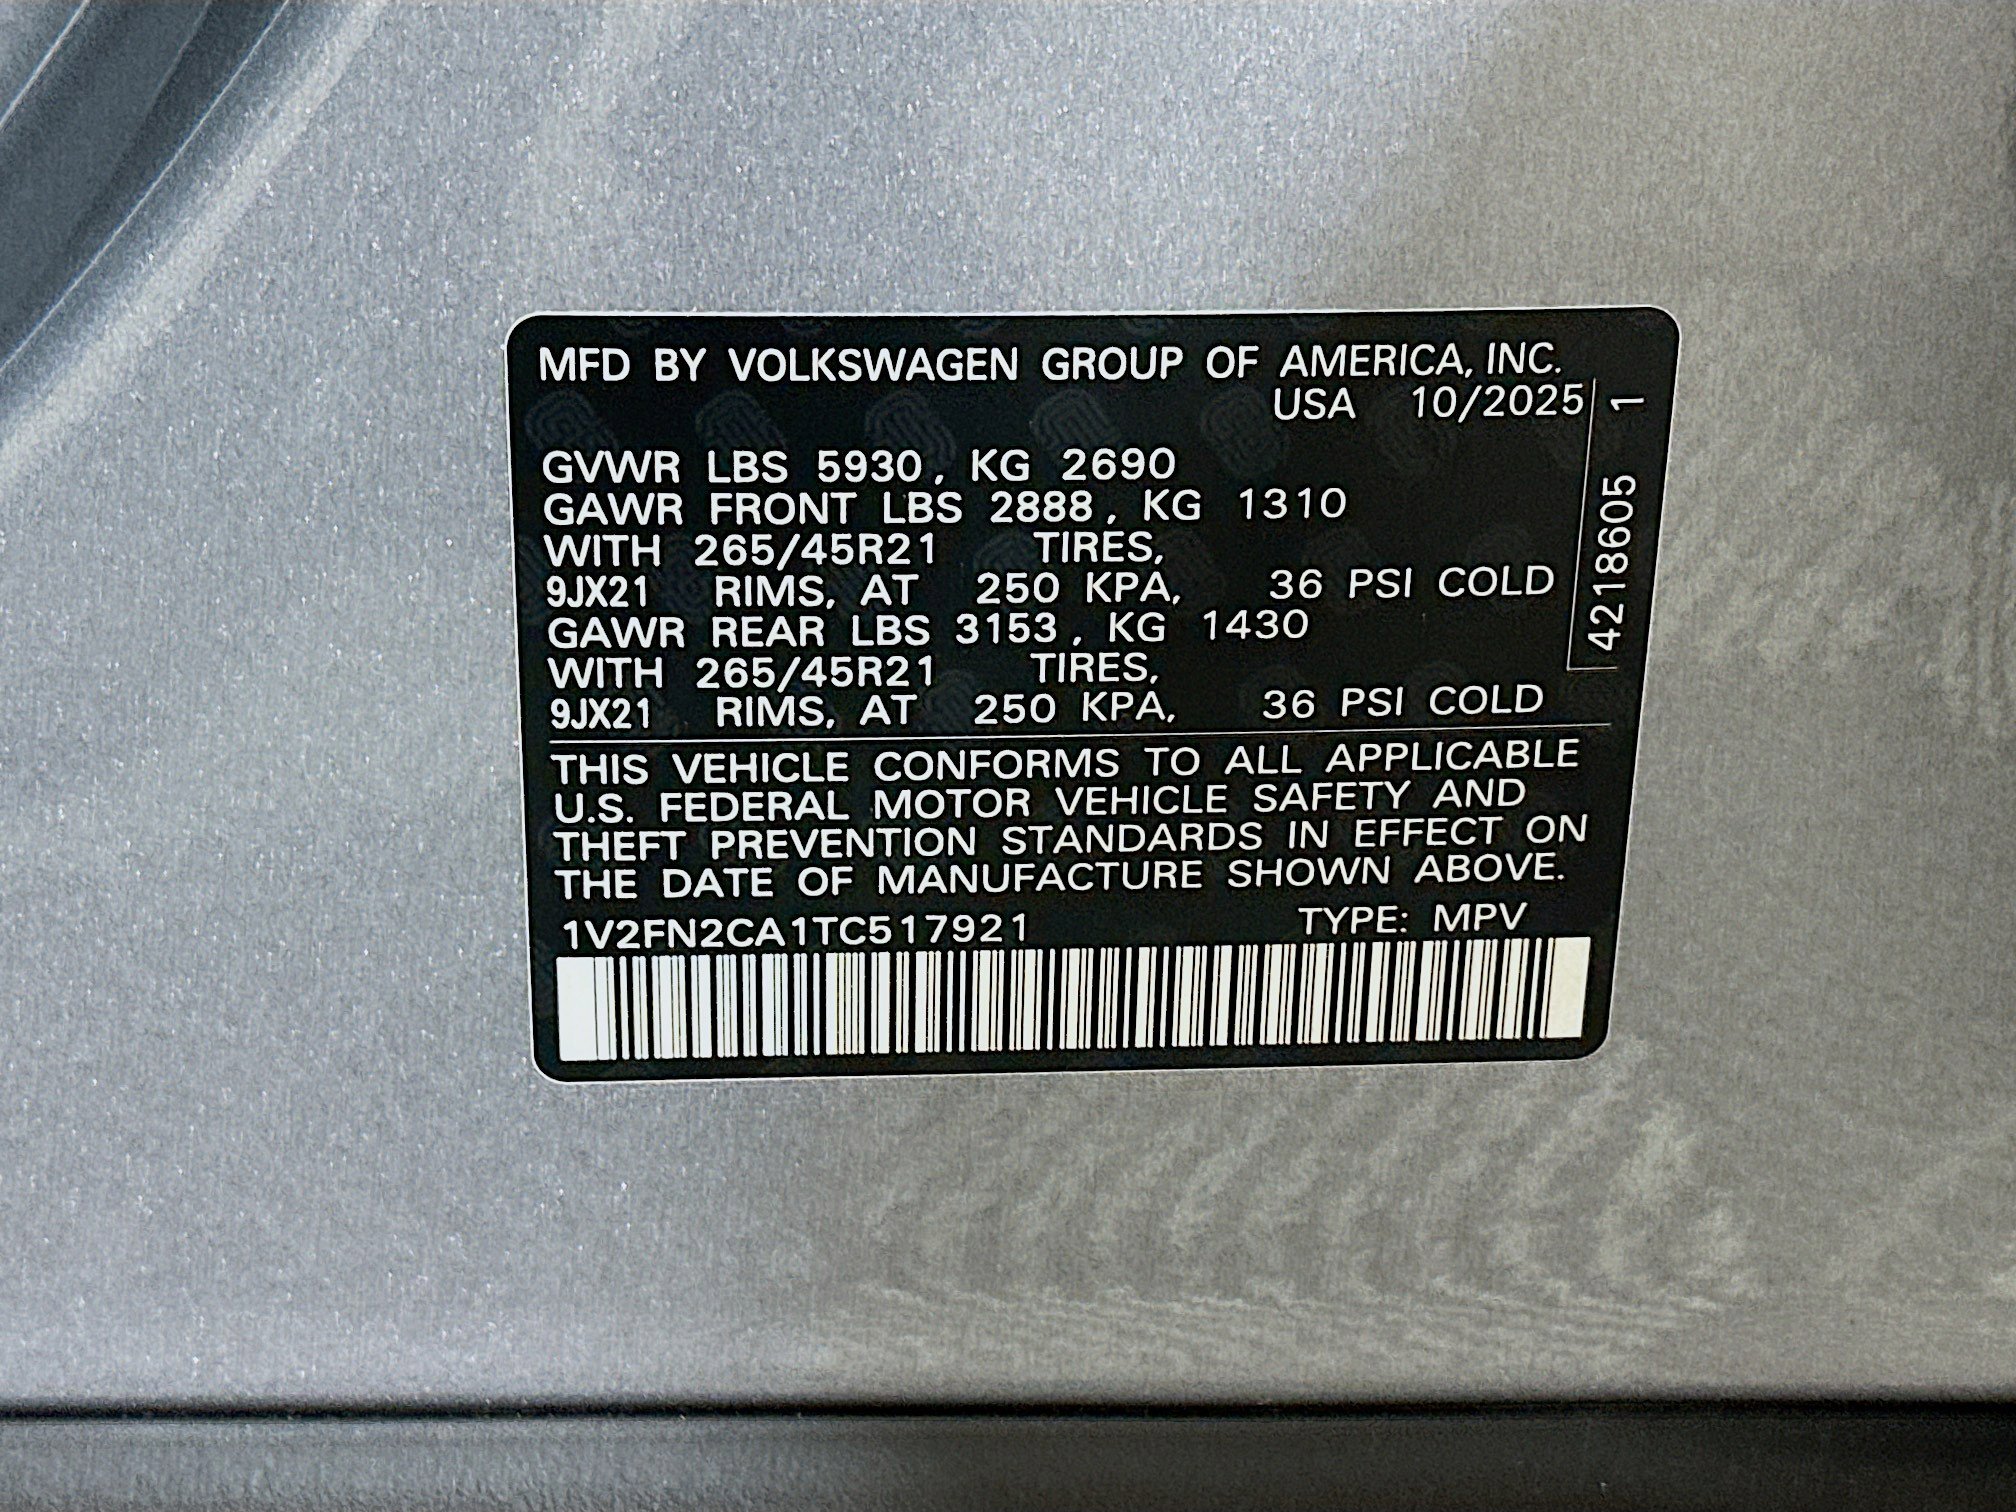 MFD BY VOLKSWAGEN GROUP OF AMERICA, INC.
USA 10/2025
GVWR LBS 5930, KG 2690
GAWR FRONT LBS 2888, KG 1310
WITH 265/45R21 TIRES,
9JX21 RIMS, AT 250 KPA, 36 PSI COLD
GAWR REAR LBS 3153, KG 1430
WITH 265/45R21 TIRES,
9JX21 RIMS, AT 250 KPA, 36 PSI COLD
4218605 1
THIS VEHICLE CONFORMS TO ALL APPLICABLE
U.S. FEDERAL MOTOR VEHICLE SAFETY AND
THEFT PREVENTION STANDARDS IN EFFECT ON
THE DATE OF MANUFACTURE SHOWN ABOVE.
1V2FN2CA1TC517921 TYPE: MPV